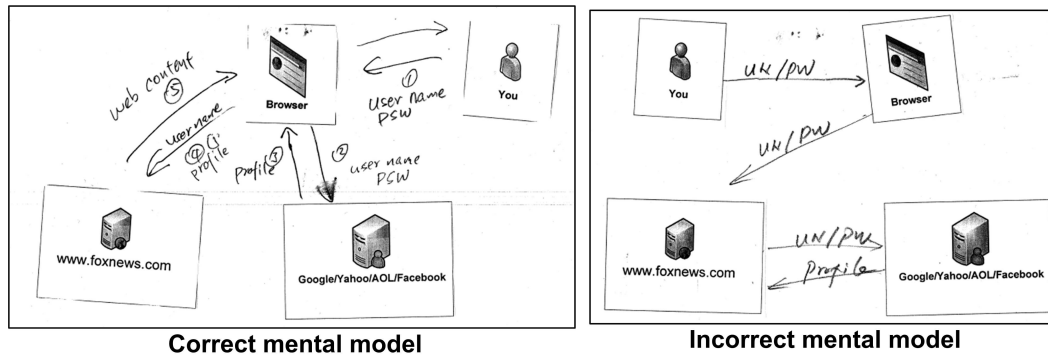 web content
⑤
username
④ &
profile
Browser
①
User name
PSW
You
profile ③
②
user name
PSW
www.foxnews.com
Google/Yahoo/AOL/Facebook
Correct mental model
You
UN/PW
Browser
UN/PW
www.foxnews.com
UN/PW
Profile
Google/Yahoo/AOL/Facebook
Incorrect mental model